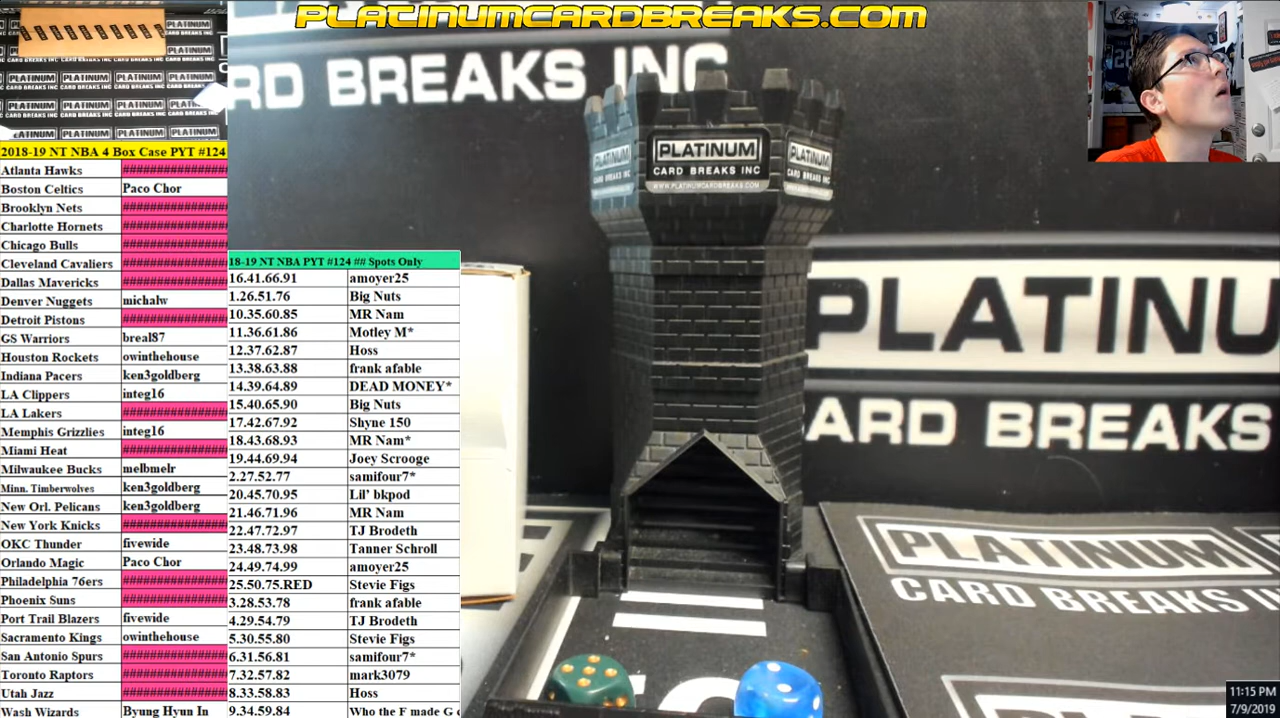 PLATINUMCARDBREAKS.COM
RD BREAKS INC
PLATINUM
CARD BREAKS INC
WWW.PLATINUMCARDBREAKS.COM
PLATINU
ARD BREAKS
PLATINUM
CARD BREAKS IN
2018-19 NT NBA 4 Box Case PYT #124
Atlanta Hawks ################
Boston Celtics Paco Chor
Brooklyn Nets ################
Charlotte Hornets ################
Chicago Bulls ################
Cleveland Cavaliers ################
Dallas Mavericks ################
Denver Nuggets michalw
Detroit Pistons ################
GS Warriors breal87
Houston Rockets owinthehouse
Indiana Pacers ken3goldberg
LA Clippers integ16
LA Lakers ################
Memphis Grizzlies integ16
Miami Heat ################
Milwaukee Bucks melbmelr
Minn. Timberwolves ken3goldberg
New Orl. Pelicans ken3goldberg
New York Knicks ################
OKC Thunder fivewide
Orlando Magic Paco Chor
Philadelphia 76ers ################
Phoenix Suns ################
Port Trail Blazers fivewide
Sacramento Kings owinthehouse
San Antonio Spurs ################
Toronto Raptors ################
Utah Jazz ################
Wash Wizards Byung Hyun In
18-19 NT NBA PYT #124 ## Spots Only
16.41.66.91 amoyer25
1.26.51.76 Big Nuts
10.35.60.85 MR Nam
11.36.61.86 Motley M*
12.37.62.87 Hoss
13.38.63.88 frank afable
14.39.64.89 DEAD MONEY*
15.40.65.90 Big Nuts
17.42.67.92 Shyne 150
18.43.68.93 MR Nam*
19.44.69.94 Joey Scrooge
2.27.52.77 samifour7*
20.45.70.95 Lil' bkpod
21.46.71.96 MR Nam
22.47.72.97 TJ Brodeth
23.48.73.98 Tanner Schroll
24.49.74.99 amoyer25
25.50.75.RED Stevie Figs
3.28.53.78 frank afable
4.29.54.79 TJ Brodeth
5.30.55.80 Stevie Figs
6.31.56.81 samifour7*
7.32.57.82 mark3079
8.33.58.83 Hoss
9.34.59.84 Who the F made G
11:15 PM
7/9/2019